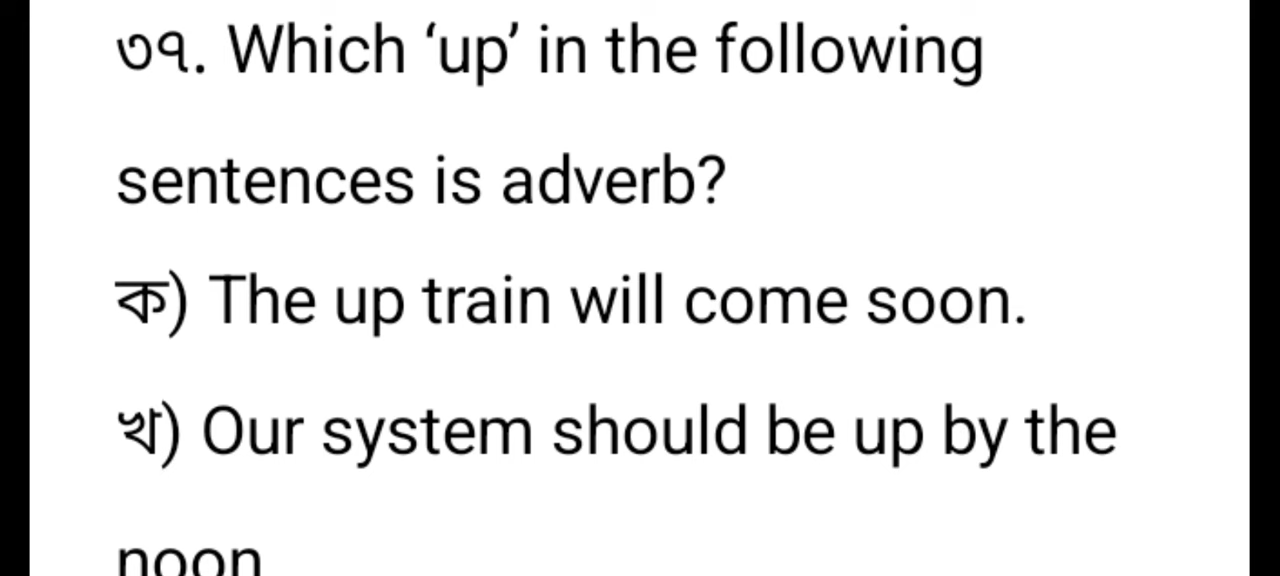 ৩৭. Which ‘up’ in the following
sentences is adverb?
ক) The up train will come soon.
খ) Our system should be up by the
noon